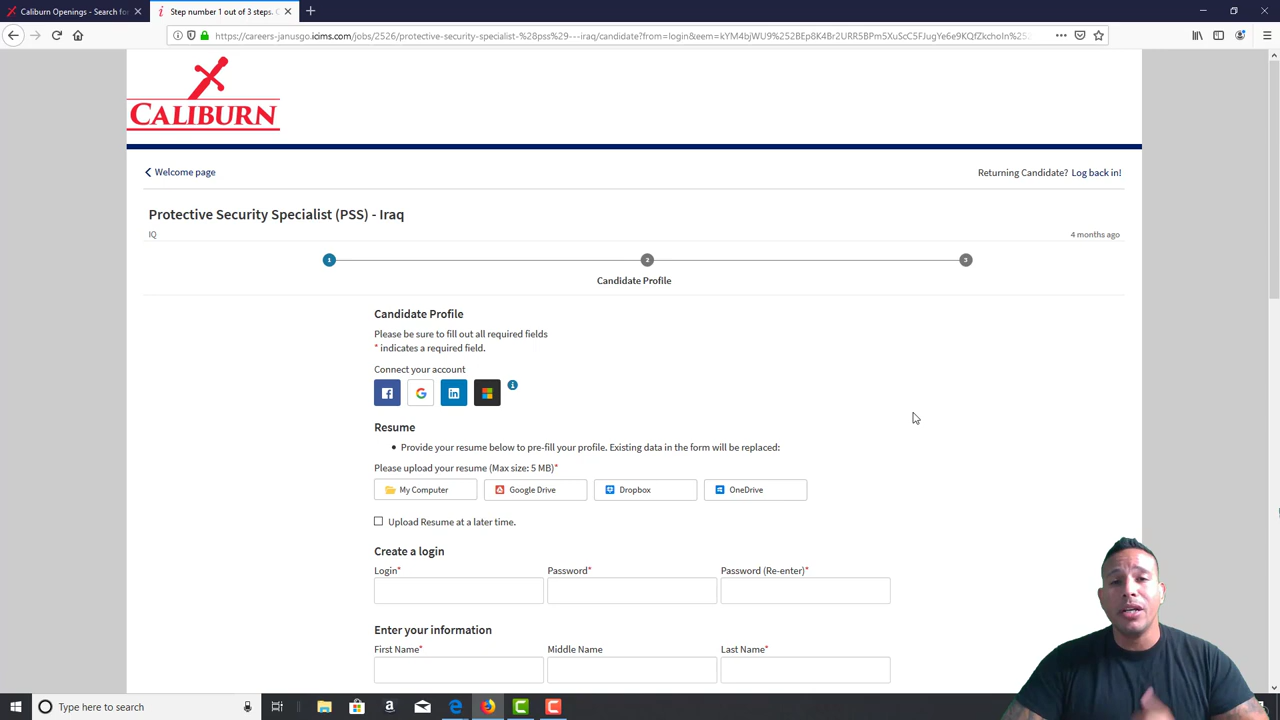 Caliburn Openings - Search for
Step number 1 out of 3 steps.
https://careers-janusgo.icims.com/jobs/2526/protective-security-specialist-%28pss%29---iraq/candidate?from=login&eem=kYM4bjWU9%252BEp8K4Br2URR5BPm5XuScC5FJugYe6e9KQfZkchoIn%252
CALIBURN
Welcome page
Returning Candidate? Log back in!
Protective Security Specialist (PSS) - Iraq
IQ
4 months ago
1
2
3
Candidate Profile
Candidate Profile
Please be sure to fill out all required fields
* indicates a required field.
Connect your account
Resume
• Provide your resume below to pre-fill your profile. Existing data in the form will be replaced:
Please upload your resume (Max size: 5 MB)*
My Computer
Google Drive
Dropbox
OneDrive
Upload Resume at a later time.
Create a login
Login*
Password*
Password (Re-enter)*
Enter your information
First Name*
Middle Name
Last Name*
Type here to search